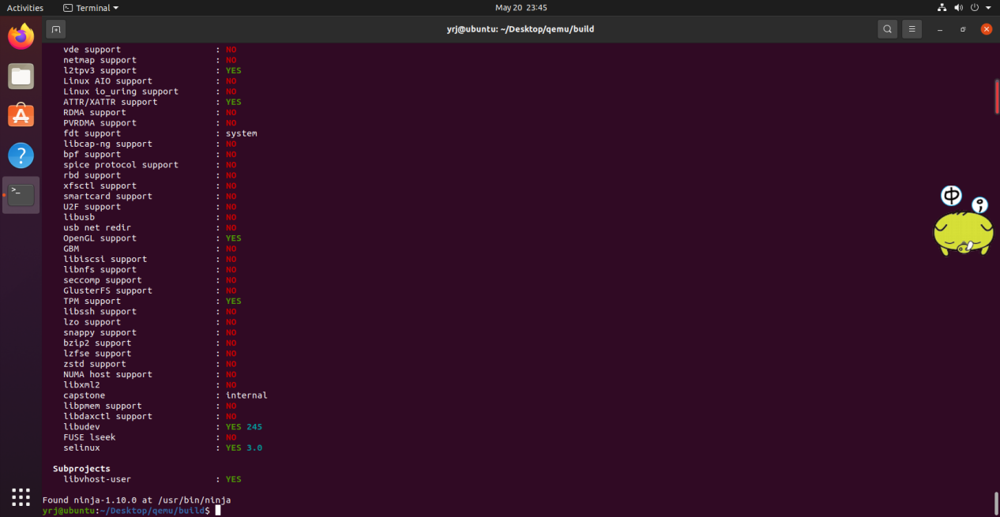 Activities Terminal May 20 23:45
yrj@ubuntu: ~/Desktop/qemu/build
vde support : NO
netmap support : NO
l2tpv3 support : YES
Linux AIO support : NO
Linux io_uring support : NO
ATTR/XATTR support : YES
RDMA support : NO
PVRDMA support : NO
fdt support : system
libcap-ng support : NO
bpf support : NO
spice protocol support : NO
rbd support : NO
xfsctl support : NO
smartcard support : NO
U2F support : NO
libusb : NO
usb net redir : NO
OpenGL support : YES
GBM : NO
libiscsi support : NO
libnfs support : NO
seccomp support : NO
GlusterFS support : NO
TPM support : YES
libssh support : NO
lzo support : NO
snappy support : NO
bzip2 support : NO
lzfse support : NO
zstd support : NO
NUMA host support : NO
libxml2 : NO
capstone : internal
libpmem support : NO
libdaxctl support : NO
libudev : YES 245
FUSE lseek : NO
selinux : YES 3.0
Subprojects
libvhost-user : YES
Found ninja-1.10.0 at /usr/bin/ninja
yrj@ubuntu:~/Desktop/qemu/build$
中